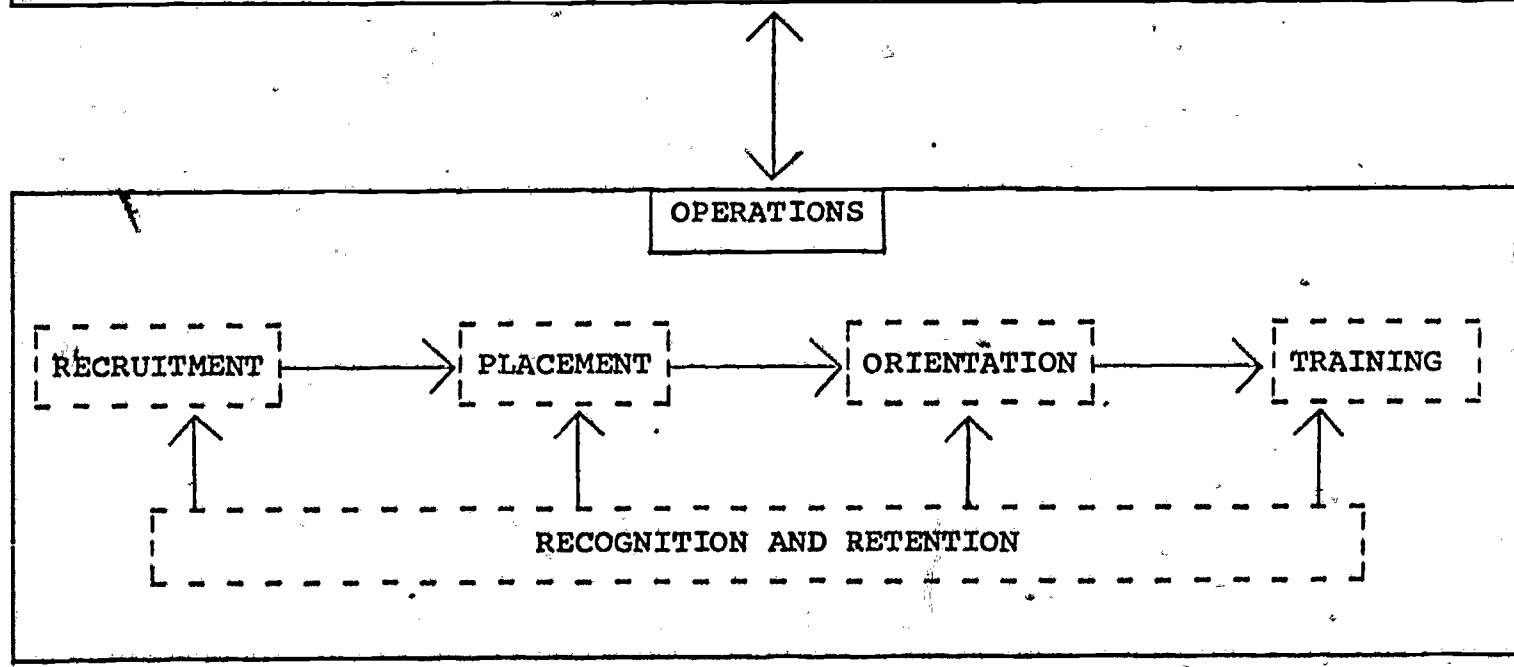 OPERATIONS
RECRUITMENT
PLACEMENT
ORIENTATION
TRAINING
RECOGNITION AND RETENTION